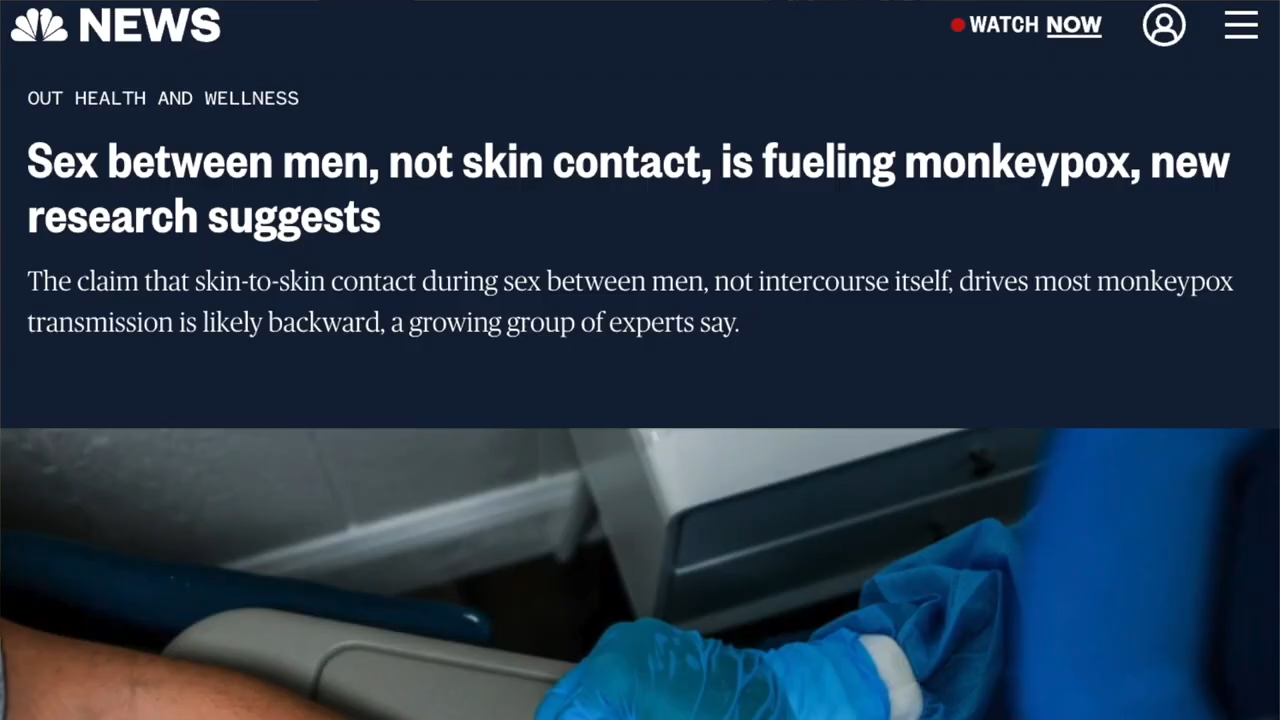 NEWS
WATCH NOW
OUT HEALTH AND WELLNESS
Sex between men, not skin contact, is fueling monkeypox, new
research suggests
The claim that skin-to-skin contact during sex between men, not intercourse itself, drives most monkeypox
transmission is likely backward, a growing group of experts say.